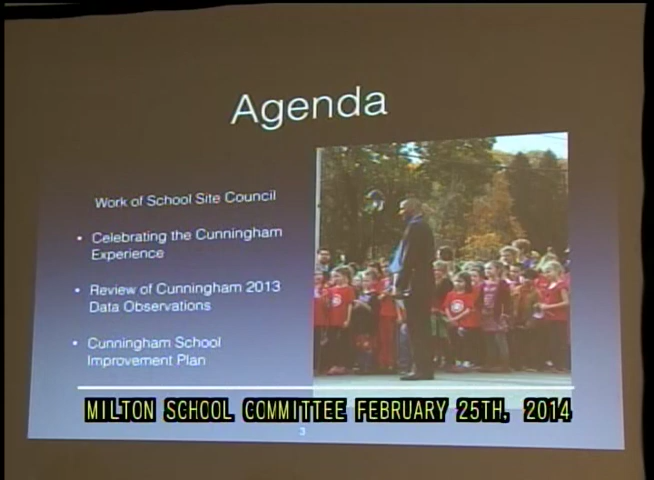 Agenda
Work of School Site Council
• Celebrating the Cunningham
Experience
• Review of Cunningham 2013
Data Observations
• Cunningham School
Improvement Plan
MILTON SCHOOL COMMITTEE FEBRUARY 25TH, 2014
3